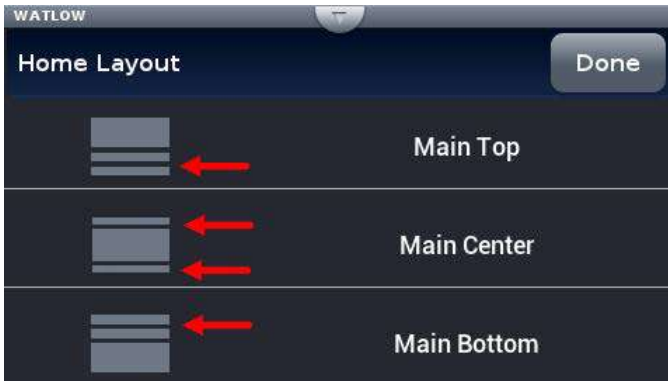 WATLOW
Home Layout
Done
Main Top
Main Center
Main Bottom